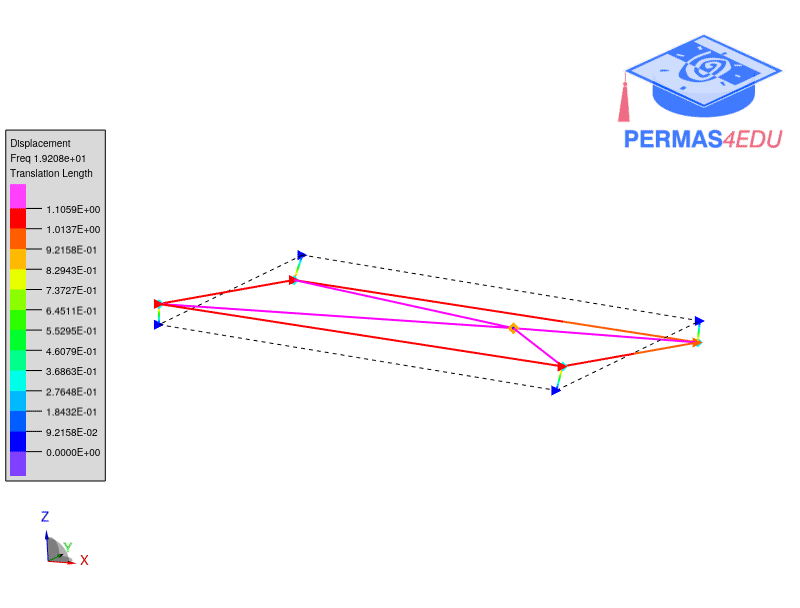 PERMAS4EDU
Displacement
Freq 1.9208e+01
Translation Length
1.1059E+00
1.0137E+00
9.2158E-01
8.2943E-01
7.3727E-01
6.4511E-01
5.5295E-01
4.6079E-01
3.6863E-01
2.7648E-01
1.8432E-01
9.2158E-02
0.0000E+00
Z
Y
X